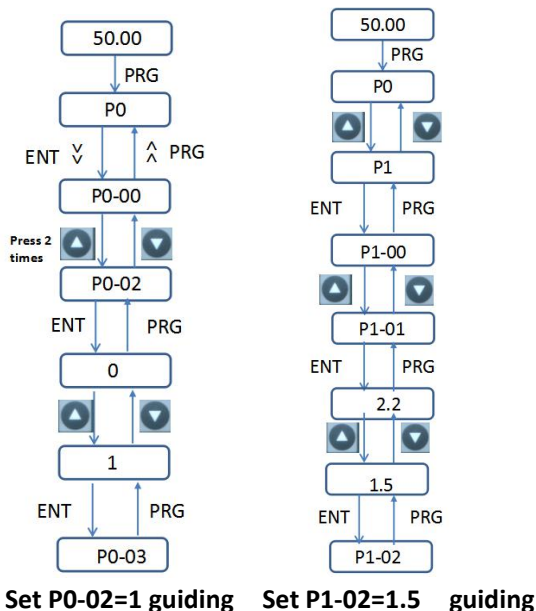 50.00
PRG
P0
ENT PRG
P0-00
Press 2
times
P0-02
ENT PRG
0
1
ENT PRG
P0-03
Set P0-02=1 guiding
50.00
PRG
P0
P1
ENT PRG
P1-00
P1-01
ENT PRG
2.2
1.5
ENT PRG
P1-02
Set P1-02=1.5 guiding